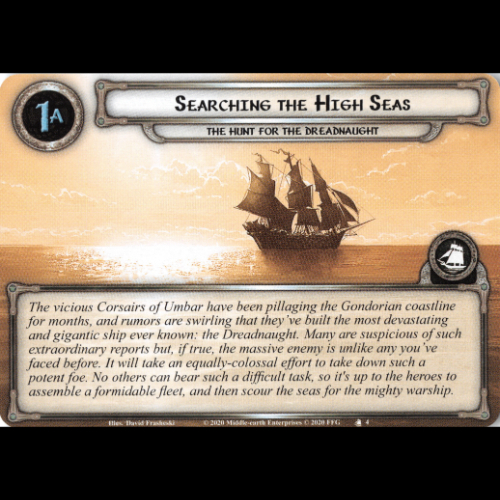 1A
SEARCHING THE HIGH SEAS
THE HUNT FOR THE DREADNAUGHT
The vicious Corsairs of Umbar have been pillaging the Gondorian coastline
for months, and rumors are swirling that they've built the most devastating
and gigantic ship ever known: the Dreadnaught. Many are suspicious of such
extraordinary reports but, if true, the massive enemy is unlike any you've
faced before. It will take an equally-colossal effort to take down such a
potent foe. No others can bear such a difficult task, so it's up to the heroes to
assemble a formidable fleet, and then scour the seas for the mighty warship.
Illus. David Frasheski © 2020 Middle-earth Enterprises © 2020 FFG 4